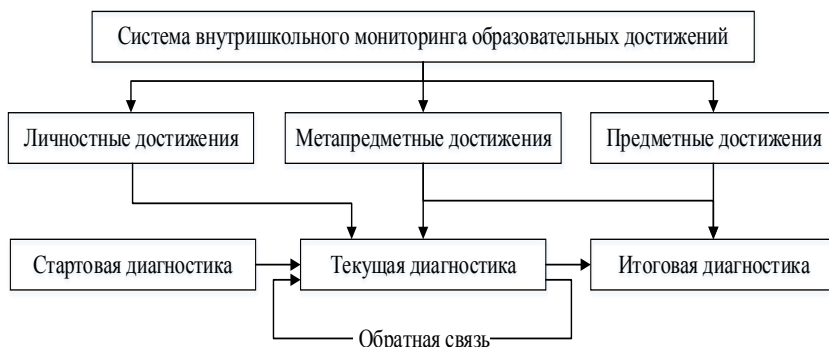 Система внутришкольного мониторинга образовательных достижений
Личностные достижения
Метапредметные достижения
Предметные достижения
Стартовая диагностика
Текущая диагностика
Итоговая диагностика
Обратная связь